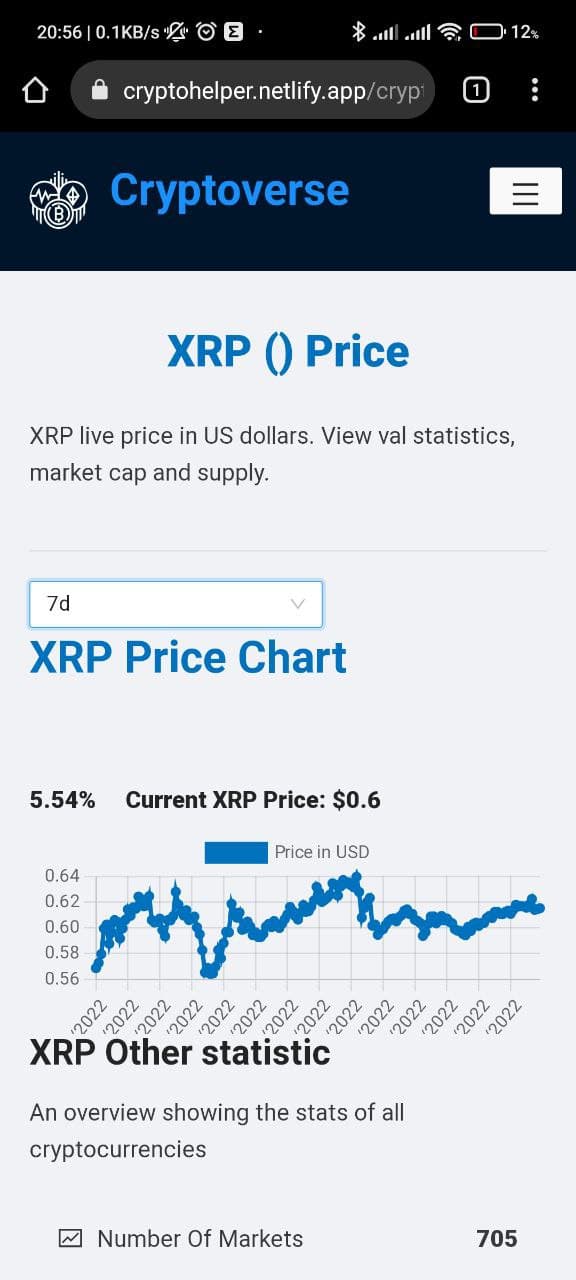 20:56 | 0.1KB/s
12%
cryptohelper.netlify.app/crypt
1
Cryptoverse
XRP () Price
XRP live price in US dollars. View val statistics,
market cap and supply.
7d
XRP Price Chart
5.54% Current XRP Price: $0.6
Price in USD
0.64
0.62
0.60
0.58
0.56
/2022 /2022 /2022 /2022 /2022 /2022 /2022 /2022 /2022 /2022 /2022 /2022 /2022 /2022
XRP Other statistic
An overview showing the stats of all
cryptocurrencies
Number Of Markets 705